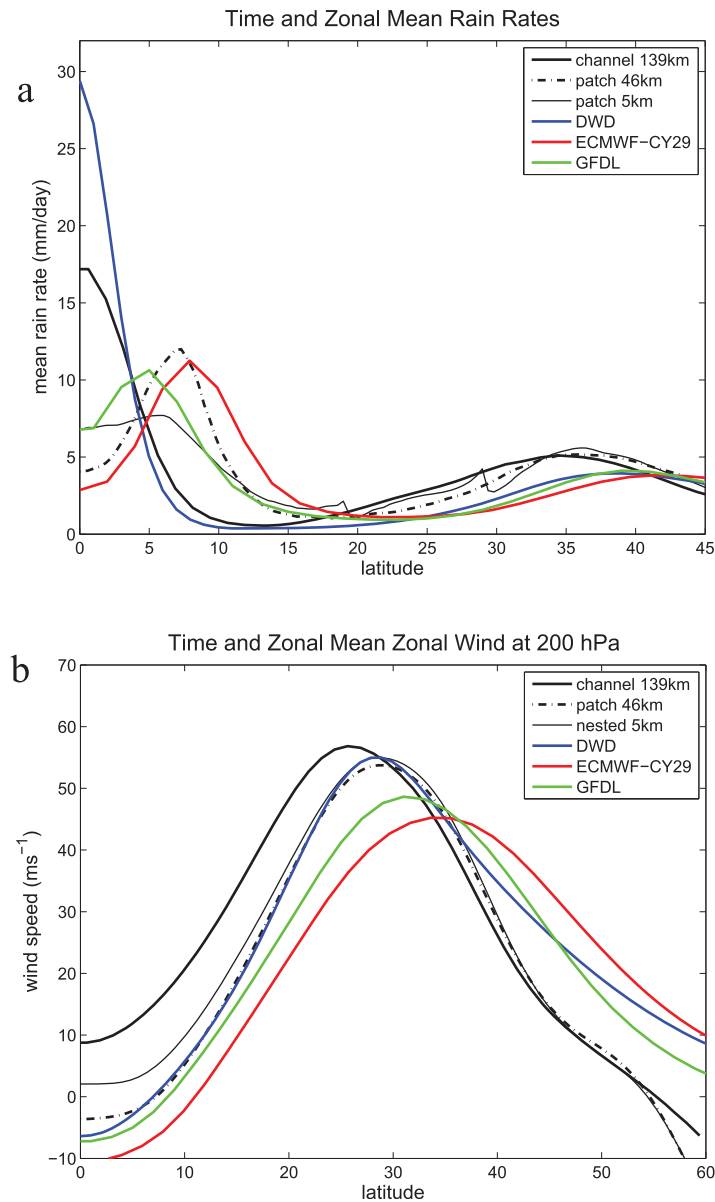 Time and Zonal Mean Rain Rates
a
30
25
20
15
10
5
0
mean rain rate (mm/day)
channel 139km
patch 46km
patch 5km
DWD
ECMWF−CY29
GFDL
0 5 10 15 20 25 30 35 40 45
latitude
Time and Zonal Mean Zonal Wind at 200 hPa
b
70
60
50
40
30
20
10
0
−10
wind speed (ms⁻¹)
channel 139km
patch 46km
nested 5km
DWD
ECMWF−CY29
GFDL
0 10 20 30 40 50 60
latitude